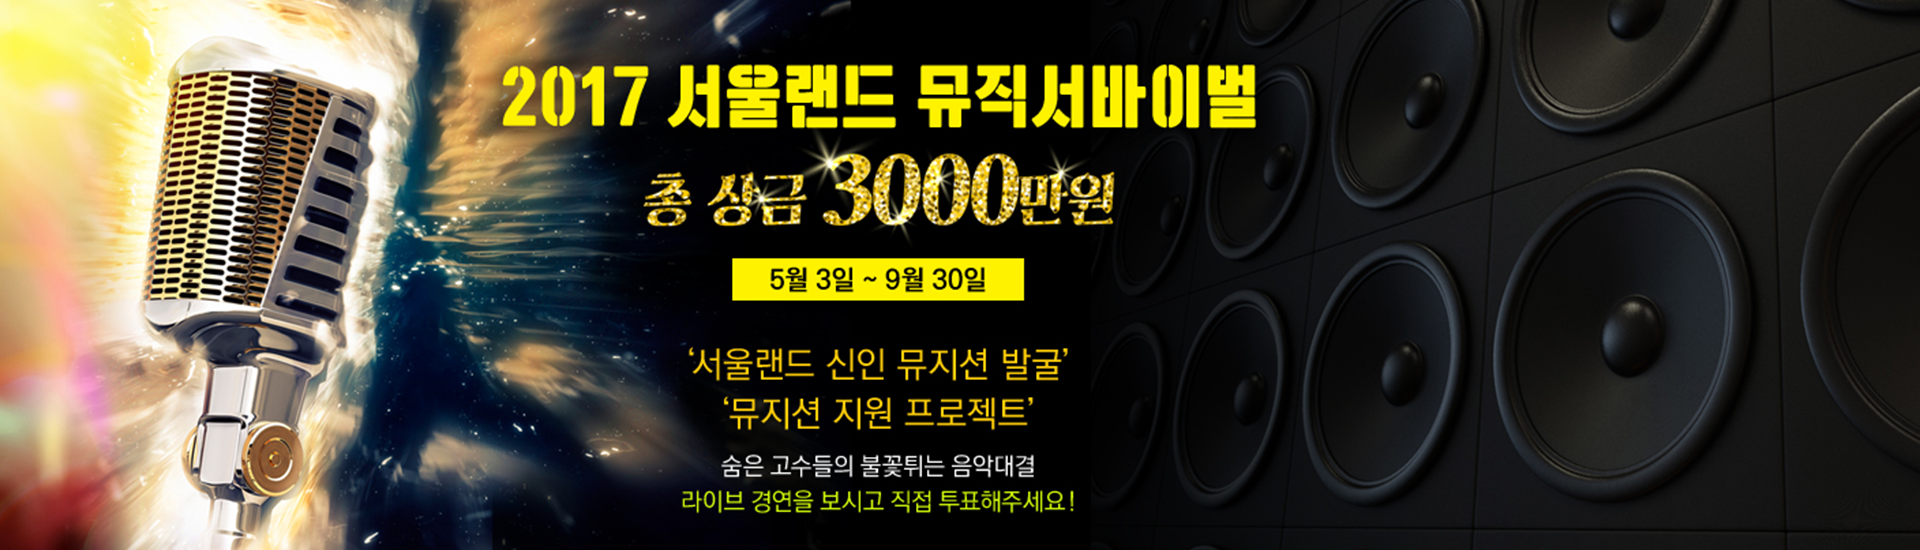 2017 서울랜드 뮤직서바이벌
총 상금 3000만원
5월 3일 ~ 9월 30일
‘서울랜드 신인 뮤지션 발굴’
‘뮤지션 지원 프로젝트’
숨은 고수들의 불꽃튀는 음악대결
라이브 경연을 보시고 직접 투표해주세요!